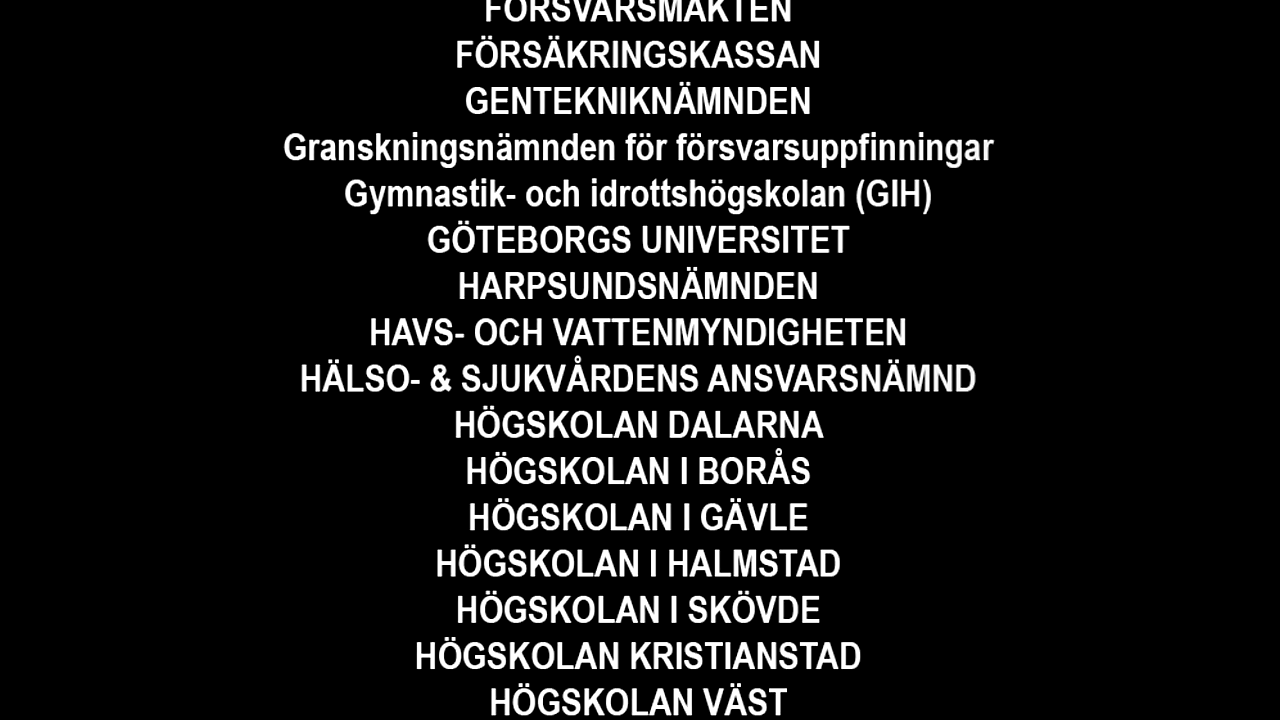 FÖRSVARSMAKTEN
FÖRSÄKRINGSKASSAN
GENTEKNIKNÄMNDEN
Granskningsnämnden för försvarsuppfinningar
Gymnastik- och idrottshögskolan (GIH)
GÖTEBORGS UNIVERSITET
HARPSUNDSNÄMNDEN
HAVS- OCH VATTENMYNDIGHETEN
HÄLSO- & SJUKVÅRDENS ANSVARSNÄMND
HÖGSKOLAN DALARNA
HÖGSKOLAN I BORÅS
HÖGSKOLAN I GÄVLE
HÖGSKOLAN I HALMSTAD
HÖGSKOLAN I SKÖVDE
HÖGSKOLAN KRISTIANSTAD
HÖGSKOLAN VÄST